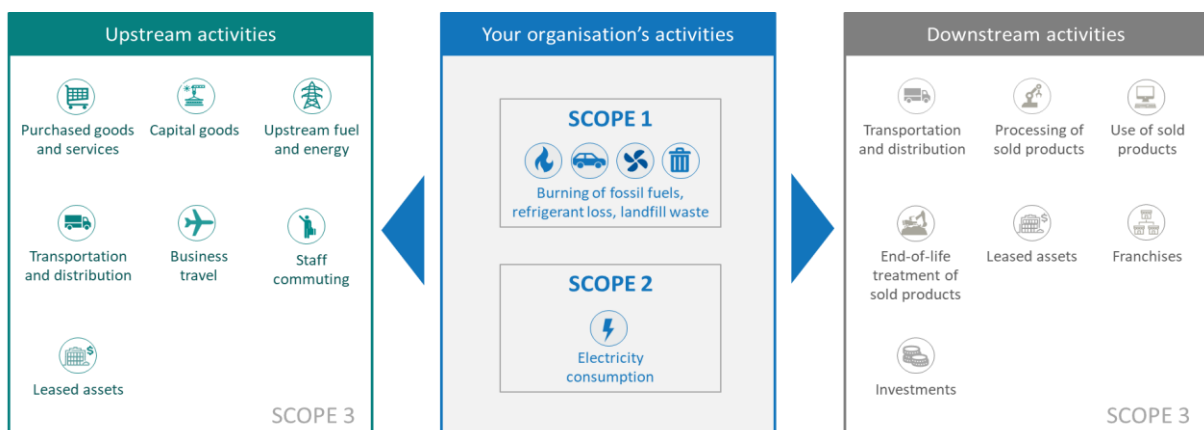 Upstream activities
Purchased goods
and services
Capital goods
Upstream fuel
and energy
Transportation
and distribution
Business
travel
Staff
commuting
$
Leased assets
SCOPE 3
Your organisation's activities
SCOPE 1
Burning of fossil fuels,
refrigerant loss, landfill waste
SCOPE 2
Electricity
consumption
Downstream activities
Transportation
and distribution
Processing of
sold products
Use of sold
products
End-of-life
treatment of
sold products
$
Leased assets
Franchises
Investments
SCOPE 3